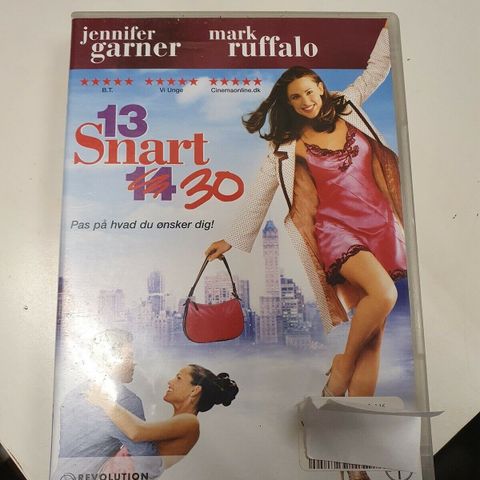 jennifer garner mark ruffalo
B.T. Vi Unge Cinemaonline.dk
13
Snart
14 30
Pas på hvad du ønsker dig!
REVOLUTION